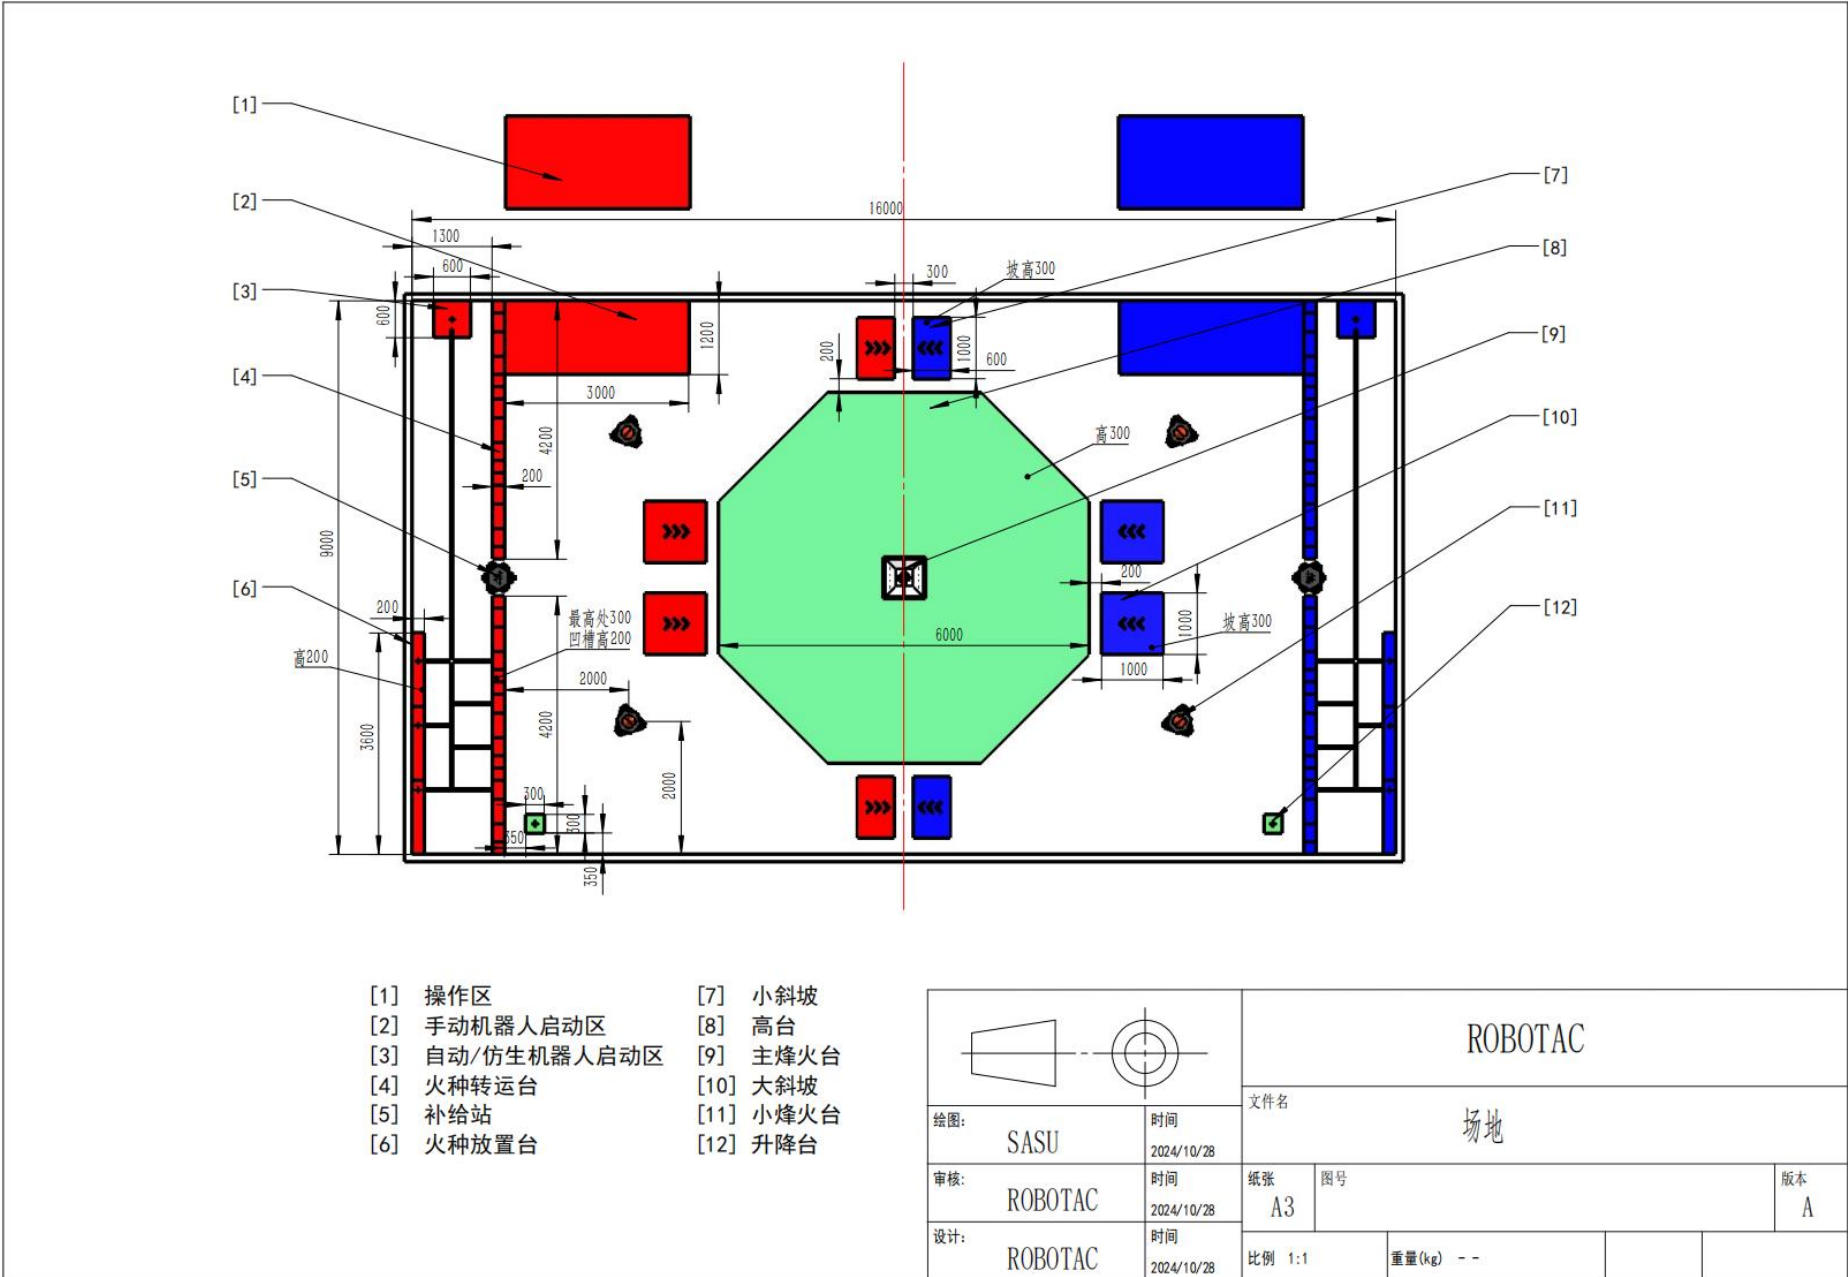 [1]
[2]
[3]
[4]
[5]
[6]
[7]
[8]
[9]
[10]
[11]
[12]
16000
1300
600
600
300
坡高300
1200
200
1000
600
3000
4200
200
高300
9000
200
最高处300
凹槽高200
高200
2000
3600
4200
6000
200
1000
坡高300
1000
2000
300
300
350
350
[1] 操作区
[2] 手动机器人启动区
[3] 自动/仿生机器人启动区
[4] 火种转运台
[5] 补给站
[6] 火种放置台
[7] 小斜坡
[8] 高台
[9] 主烽火台
[10] 大斜坡
[11] 小烽火台
[12] 升降台
ROBOTAC
文件名
场地
绘图:
SASU
时间
2024/10/28
审核:
ROBOTAC
时间
2024/10/28
设计:
ROBOTAC
时间
2024/10/28
纸张
A3
图号
版本
A
比例 1:1
重量(kg) --